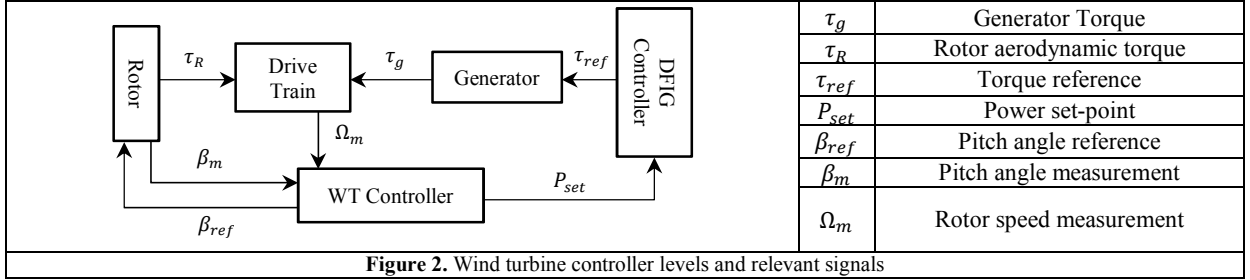 Rotor
τ_R
Drive
Train
τ_g
Generator
τ_ref
DFIG
Controller
Ω_m
β_m
β_ref
WT Controller
P_set
τ_g Generator Torque
τ_R Rotor aerodynamic torque
τ_ref Torque reference
P_set Power set-point
β_ref Pitch angle reference
β_m Pitch angle measurement
Ω_m Rotor speed measurement
Figure 2. Wind turbine controller levels and relevant signals